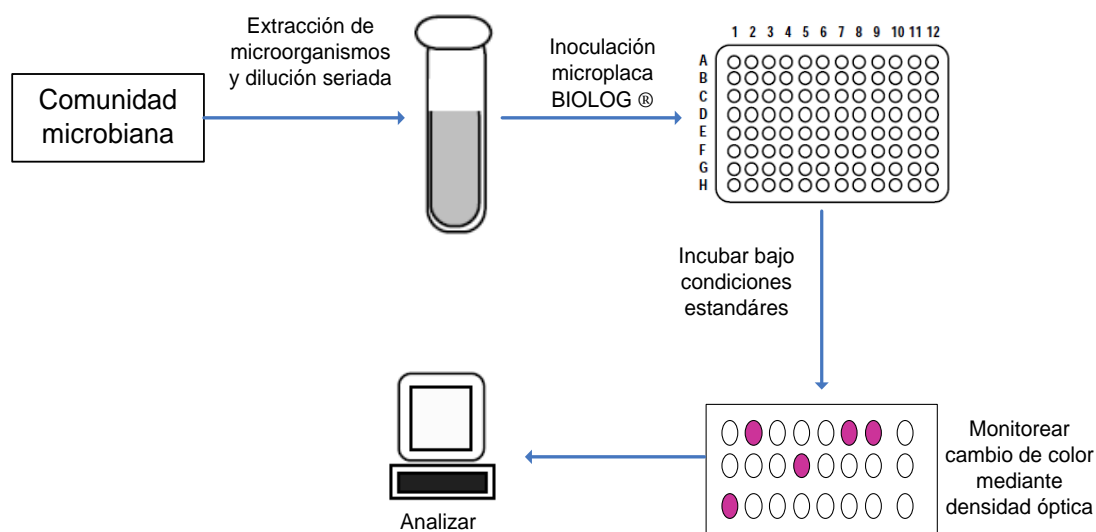 Comunidad
microbiana
Extracción de
microorganismos
y dilución seriada
Inoculación
microplaca
BIOLOG ®
1 2 3 4 5 6 7 8 9 10 11 12
A
B
C
D
E
F
G
H
Incubar bajo
condiciones
estandáres
Monitorear
cambio de color
mediante
densidad óptica
Analizar